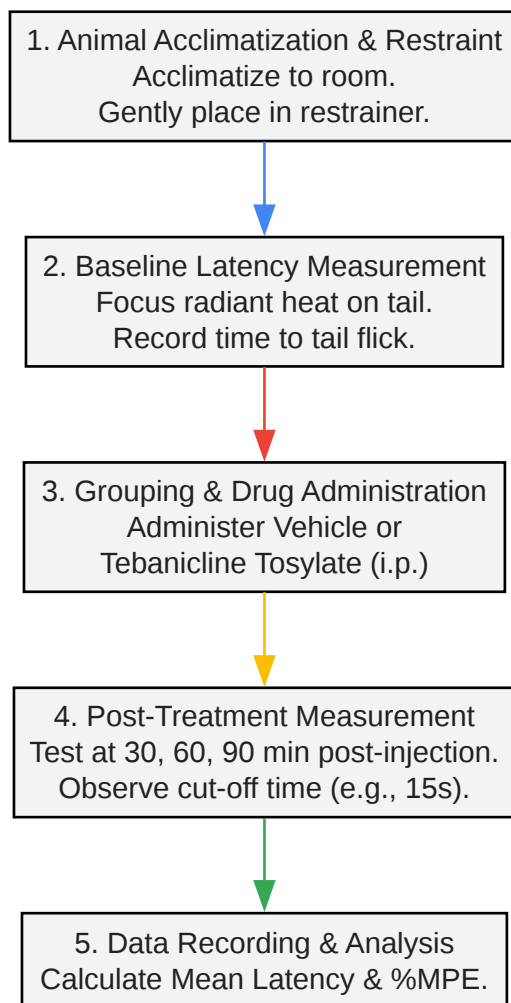 1. Animal Acclimatization & Restraint
Acclimatize to room.
Gently place in restrainer.
2. Baseline Latency Measurement
Focus radiant heat on tail.
Record time to tail flick.
3. Grouping & Drug Administration
Administer Vehicle or
Tebanicline Tosylate (i.p.)
4. Post-Treatment Measurement
Test at 30, 60, 90 min post-injection.
Observe cut-off time (e.g., 15s).
5. Data Recording & Analysis
Calculate Mean Latency & %MPE.